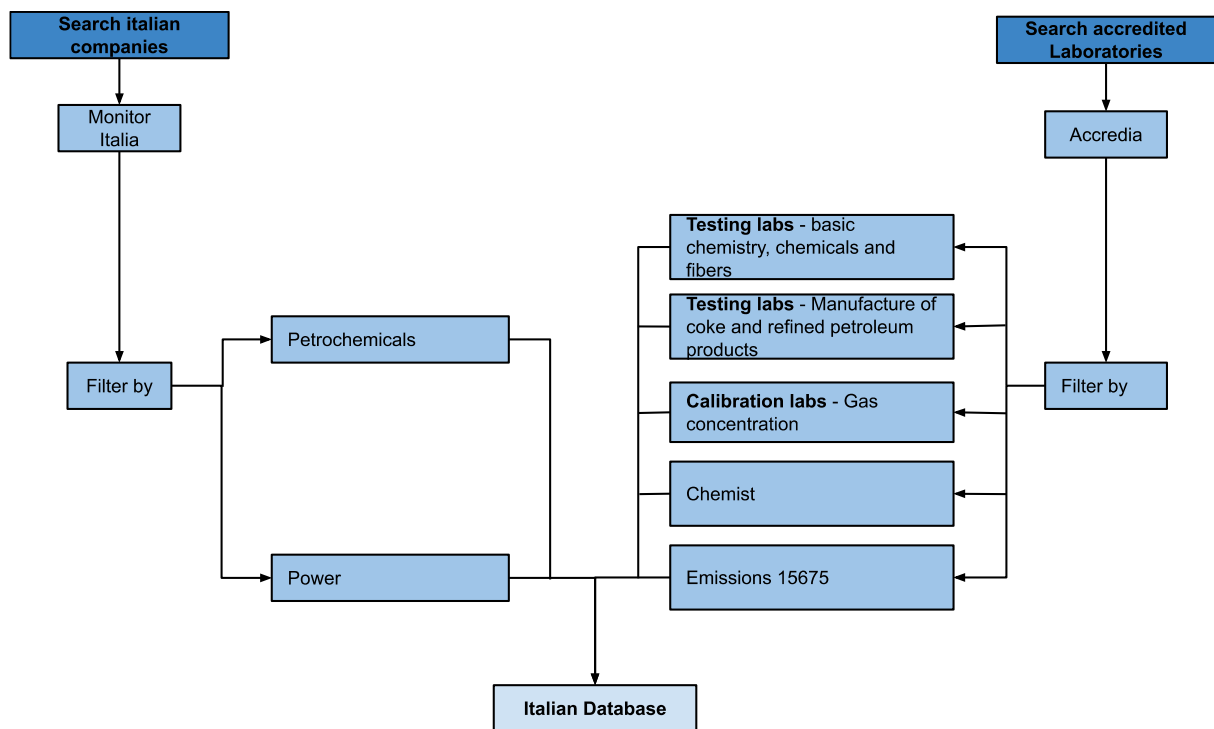 Search italian
companies
Search accredited
Laboratories
Monitor
Italia
Accredia
Testing labs - basic
chemistry, chemicals and
fibers
Testing labs - Manufacture of
coke and refined petroleum
products
Petrochemicals
Filter by
Filter by
Calibration labs - Gas
concentration
Chemist
Power
Emissions 15675
Italian Database